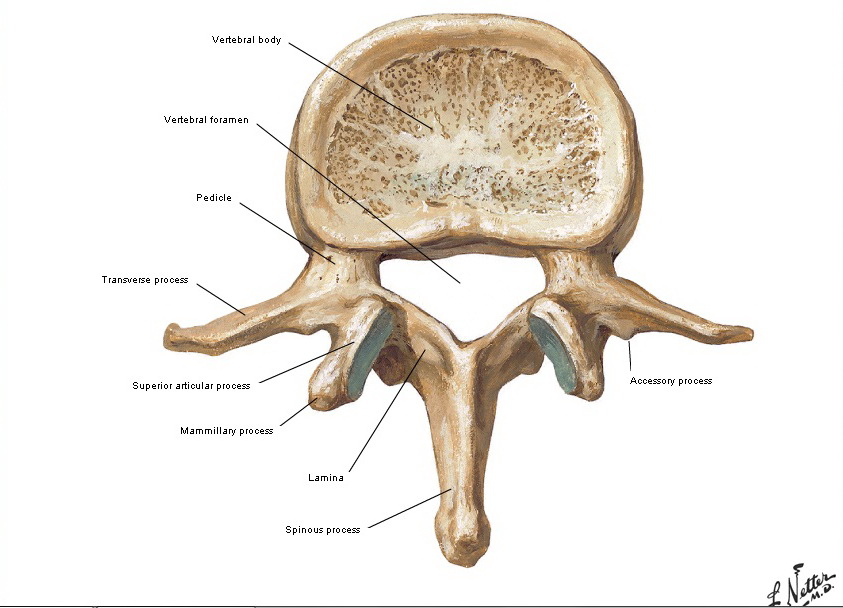 Vertebral body
Vertebral foramen
Pedicle
Transverse process
Superior articular process
Accessory process
Mammillary process
Lamina
Spinous process
F. Netter
M.D.